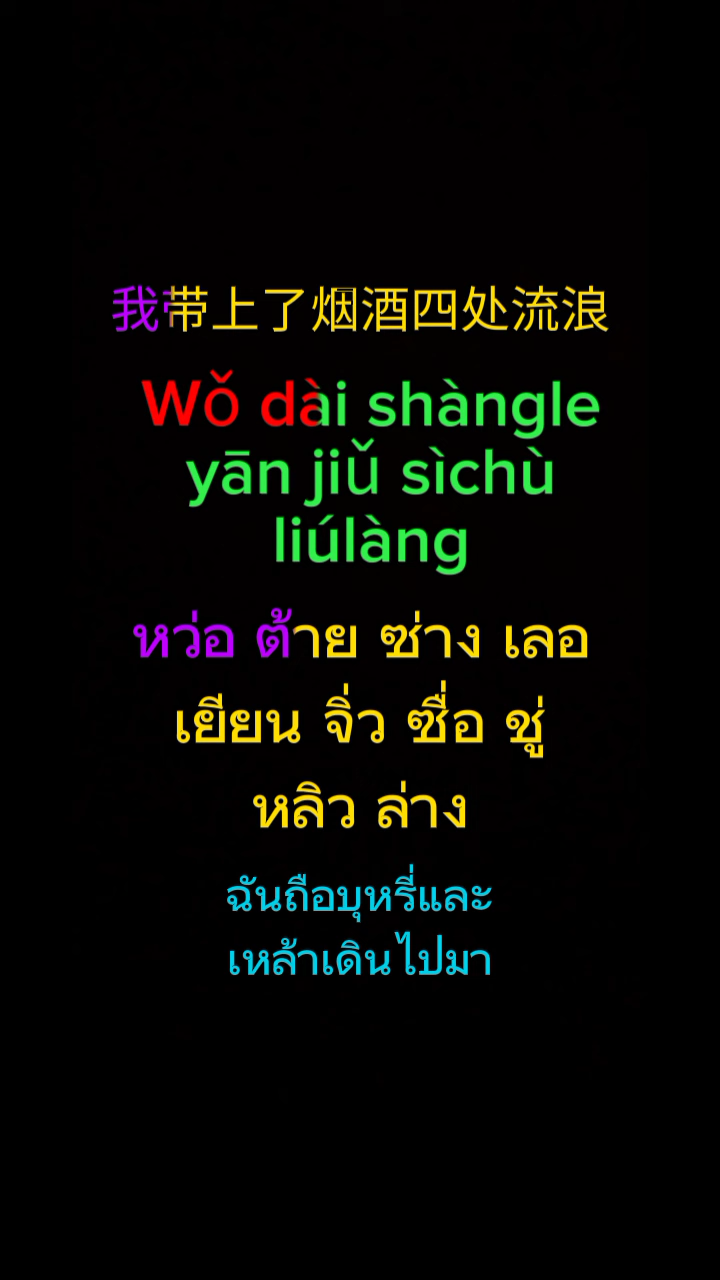 我带上了烟酒四处流浪
Wǒ dài shàngle
yān jiǔ sìchù
liúlàng
หว่อ ต้าย ซ่าง เลอ
เยียน จิ่ว ซื่อ ชู่
หลิว ล่าง
ฉันถือบุหรี่และ
เหล้าเดินไปมา